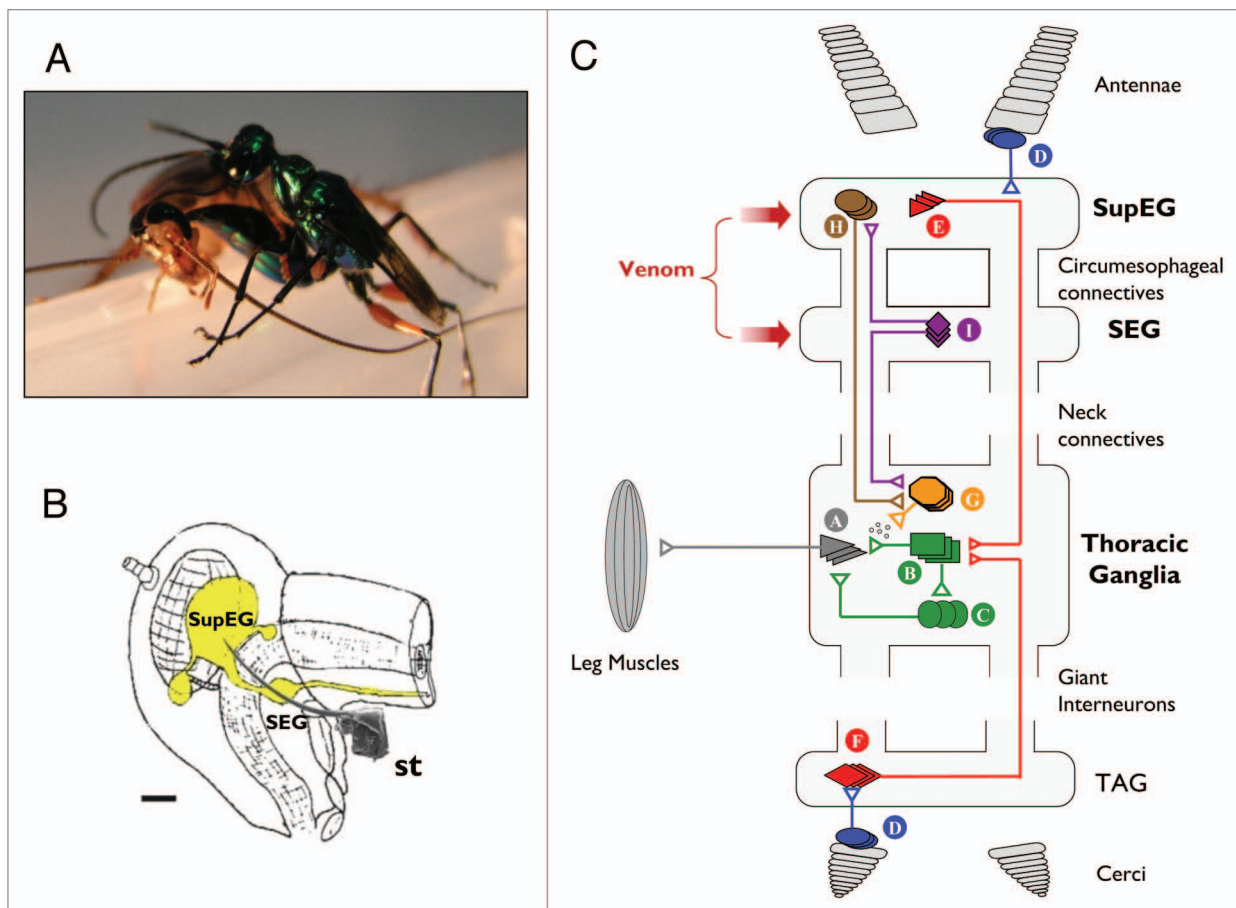 A
B
SupEG
SEG
st
C
Antennae
D
SupEG
H
E
Venom
Circumesophageal
connectives
I
SEG
Neck
connectives
G
A
Thoracic
Ganglia
B
C
Leg Muscles
Giant
Interneurons
F
TAG
D
Cerci